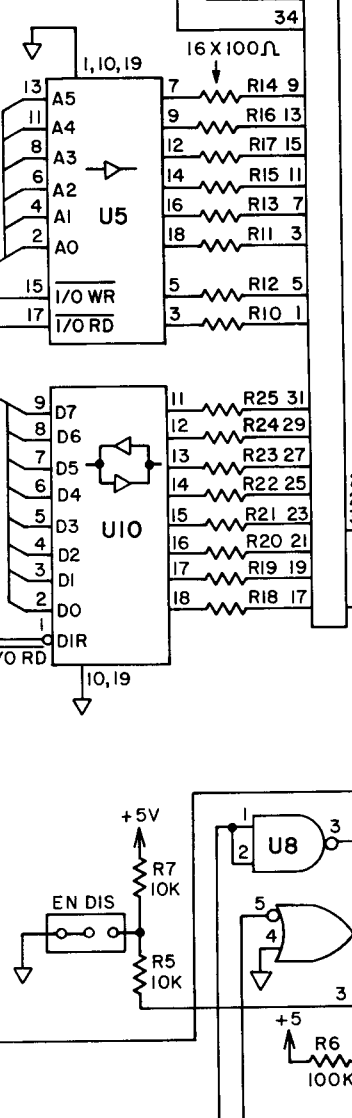 34
16 X 100Ω
1,10,19
13 A5 7 R14 9
11 A4 9 R16 13
8 A3 12 R17 15
6 A2 14 R15 11
4 A1 U5 16 R13 7
2 A0 18 R11 3
15 I/O WR 5 R12 5
17 I/O RD 3 R10 1
9 D7 11 R25 31
8 D6 12 R24 29
7 D5 13 R23 27
6 D4 14 R22 25
5 D3 U10 15 R21 23
4 D2 16 R20 21
3 D1 17 R19 19
2 D0 18 R18 17
1 DIR
/O RD
10,19
+5V
1
3
R7
10K
2
U8
EN DIS
5
4
R5
10K
3
+5
R6
100K